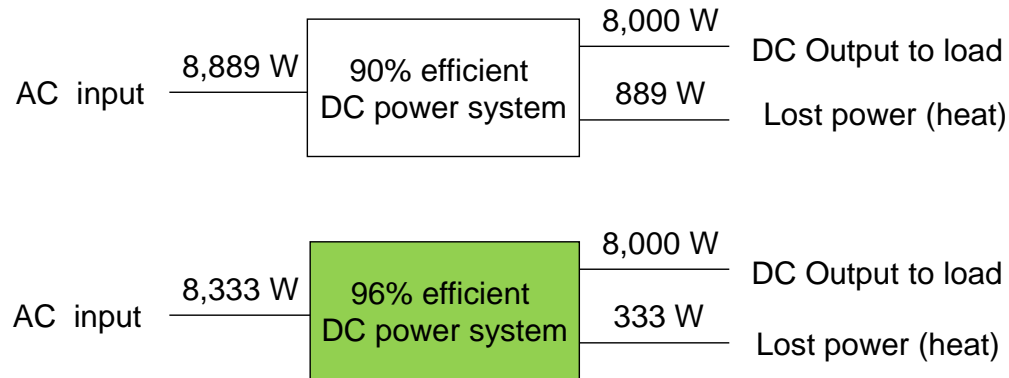 8,000 W
DC Output to load
8,889 W
90% efficient
DC power system
AC input
889 W
Lost power (heat)
8,000 W
DC Output to load
8,333 W
96% efficient
DC power system
AC input
333 W
Lost power (heat)